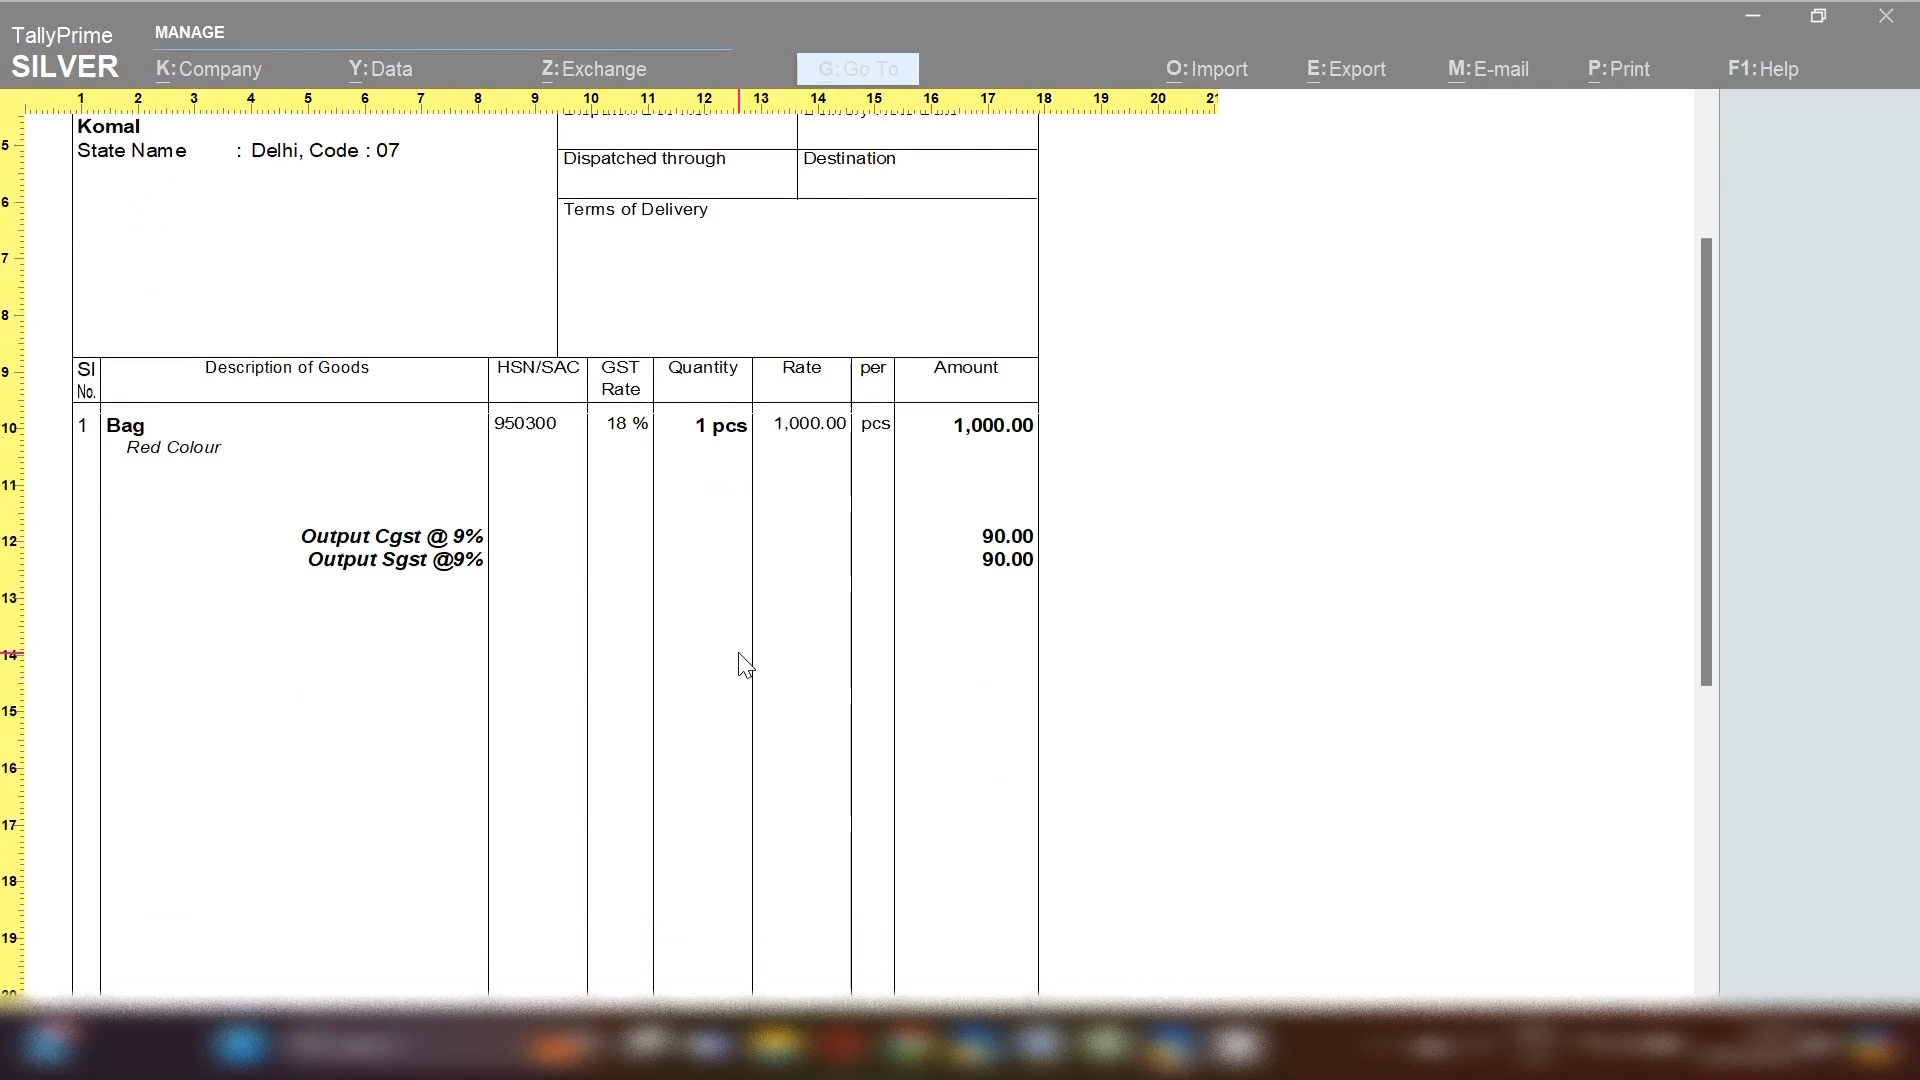 TallyPrime
SILVER
MANAGE
K:Company Y:Data Z:Exchange G:Go To O:Import E:Export M:E-mail P:Print F1:Help
1 2 3 4 5 6 7 8 9 10 11 12 13 14 15 16 17 18 19 20 21
5
6
7
8
9
10
11
12
13
14
15
16
17
18
19
20
Komal
State Name : Delhi, Code : 07
Dispatched through Destination
Terms of Delivery
Sl No. Description of Goods HSN/SAC GST Rate Quantity Rate per Amount
1 Bag 950300 18 % 1 pcs 1,000.00 pcs 1,000.00
Red Colour
Output Cgst @ 9% 90.00
Output Sgst @9% 90.00